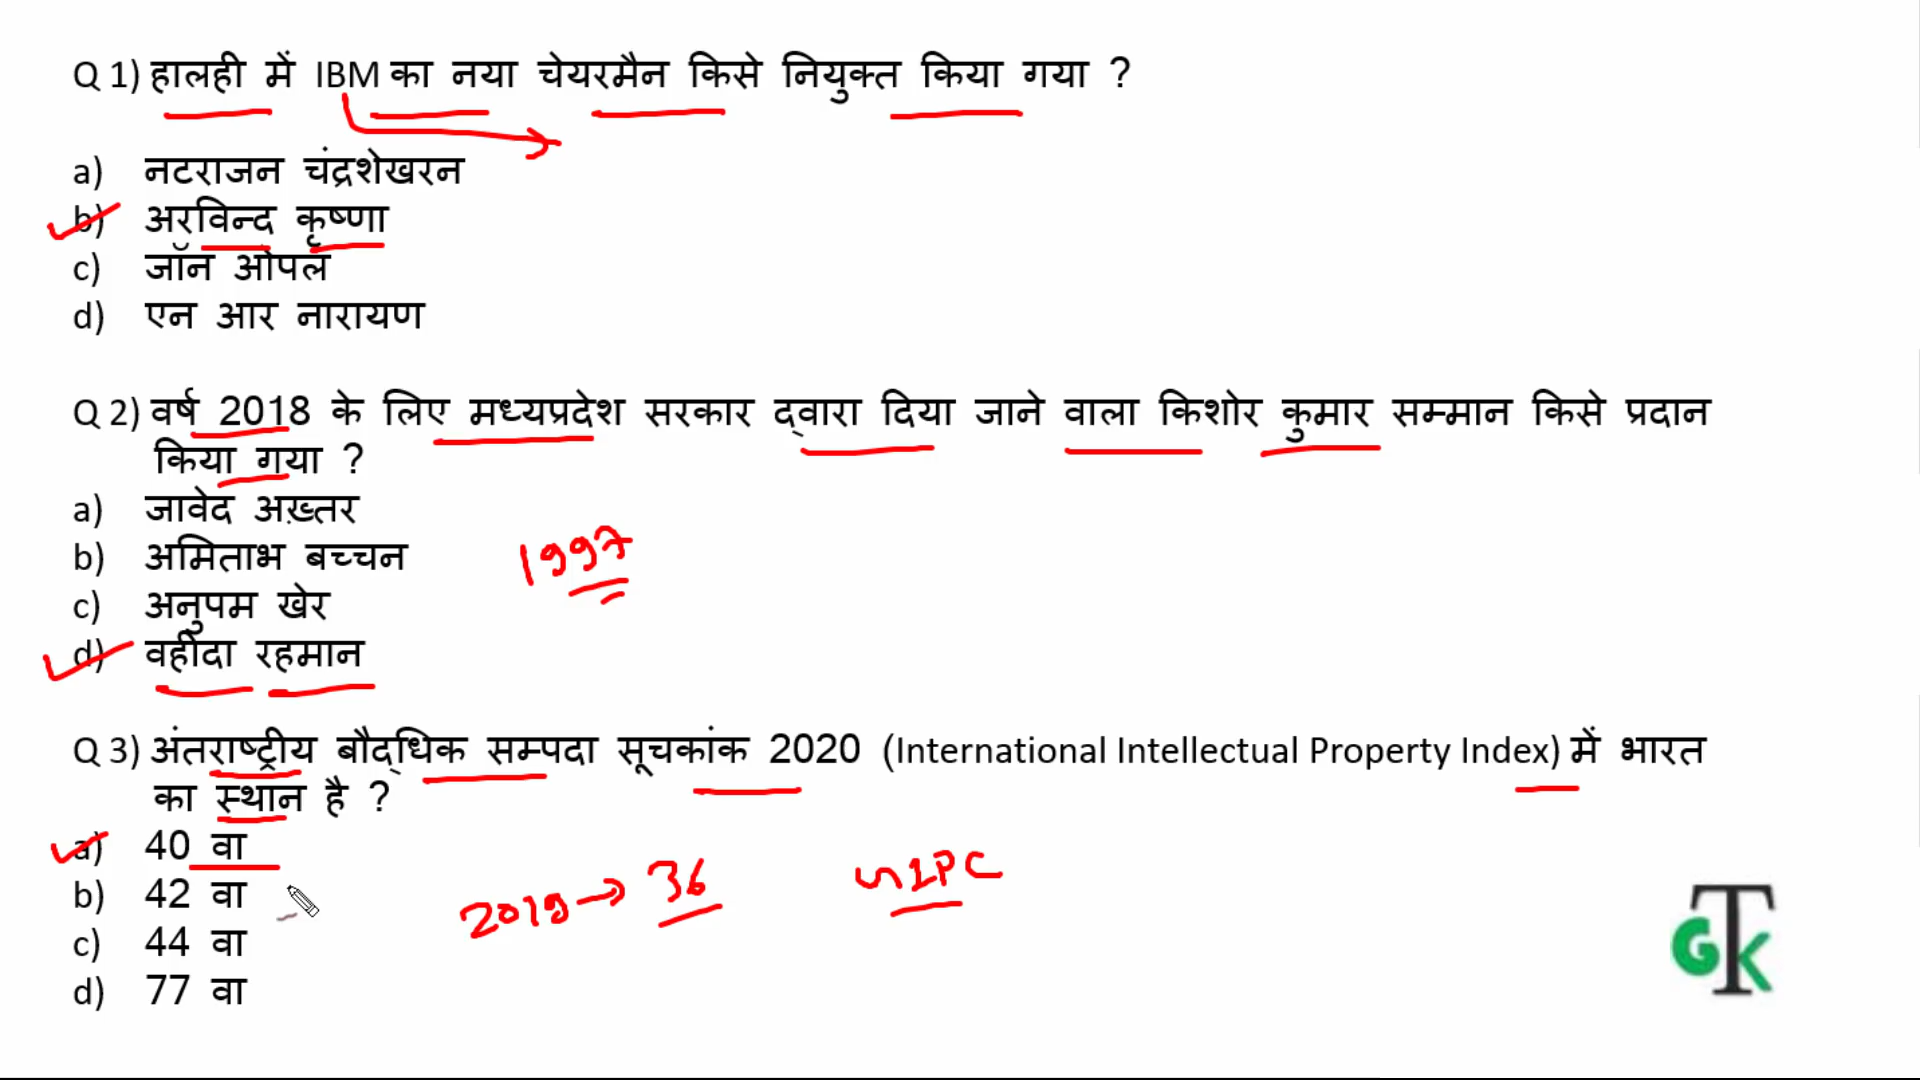 Q 1) हालही में IBM का नया चेयरमैन किसे नियुक्त किया गया ?
a) नटराजन चंद्रशेखरन
b) अरविन्द कृष्णा
c) जॉन ओपल
d) एन आर नारायण
Q 2) वर्ष 2018 के लिए मध्यप्रदेश सरकार द्वारा दिया जाने वाला किशोर कुमार सम्मान किसे प्रदान
किया गया ?
a) जावेद अख़्तर
b) अमिताभ बच्चन
1997
c) अनुपम खेर
d) वहीदा रहमान
Q 3) अंतराष्ट्रीय बौद्धिक सम्पदा सूचकांक 2020 (International Intellectual Property Index) में भारत
का स्थान है ?
a) 40 वा
b) 42 वा
2019 → 36
c) 44 वा
d) 77 वा
GTK